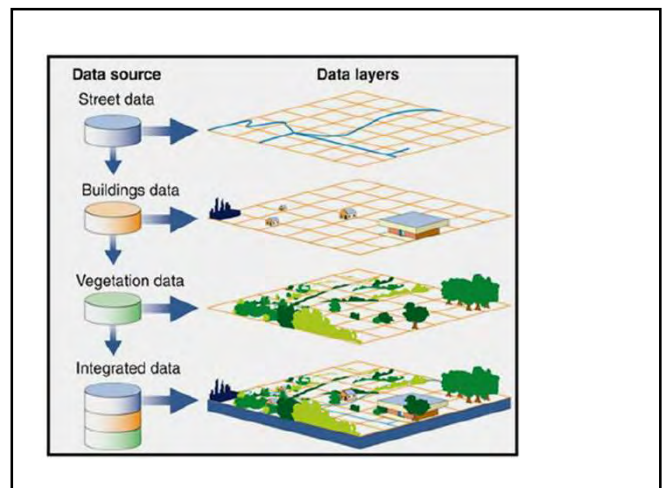 Data source
Data layers
Street data
Buildings data
Vegetation data
Integrated data